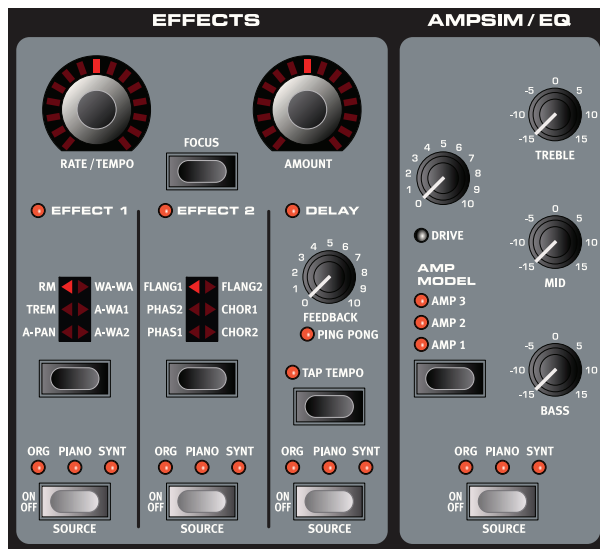 EFFECTS
RATE/TEMPO
FOCUS
AMOUNT
EFFECT 1
RM WA-WA
TREM A-WA1
A-PAN A-WA2
ORG PIANO SYNT
ON
OFF
SOURCE
EFFECT 2
FLANG1 FLANG2
PHAS2 CHOR1
PHAS1 CHOR2
ORG PIANO SYNT
ON
OFF
SOURCE
DELAY
0 1 2 3 4 5 6 7 8 9 10
FEEDBACK
PING PONG
TAP TEMPO
ORG PIANO SYNT
ON
OFF
SOURCE
AMPSIM/EQ
0 1 2 3 4 5 6 7 8 9 10
DRIVE
AMP
MODEL
AMP 3
AMP 2
AMP 1
-15 -10 -5 0 5 10 15
TREBLE
-15 -10 -5 0 5 10 15
MID
-15 -10 -5 0 5 10 15
BASS
ORG PIANO SYNT
ON
OFF
SOURCE